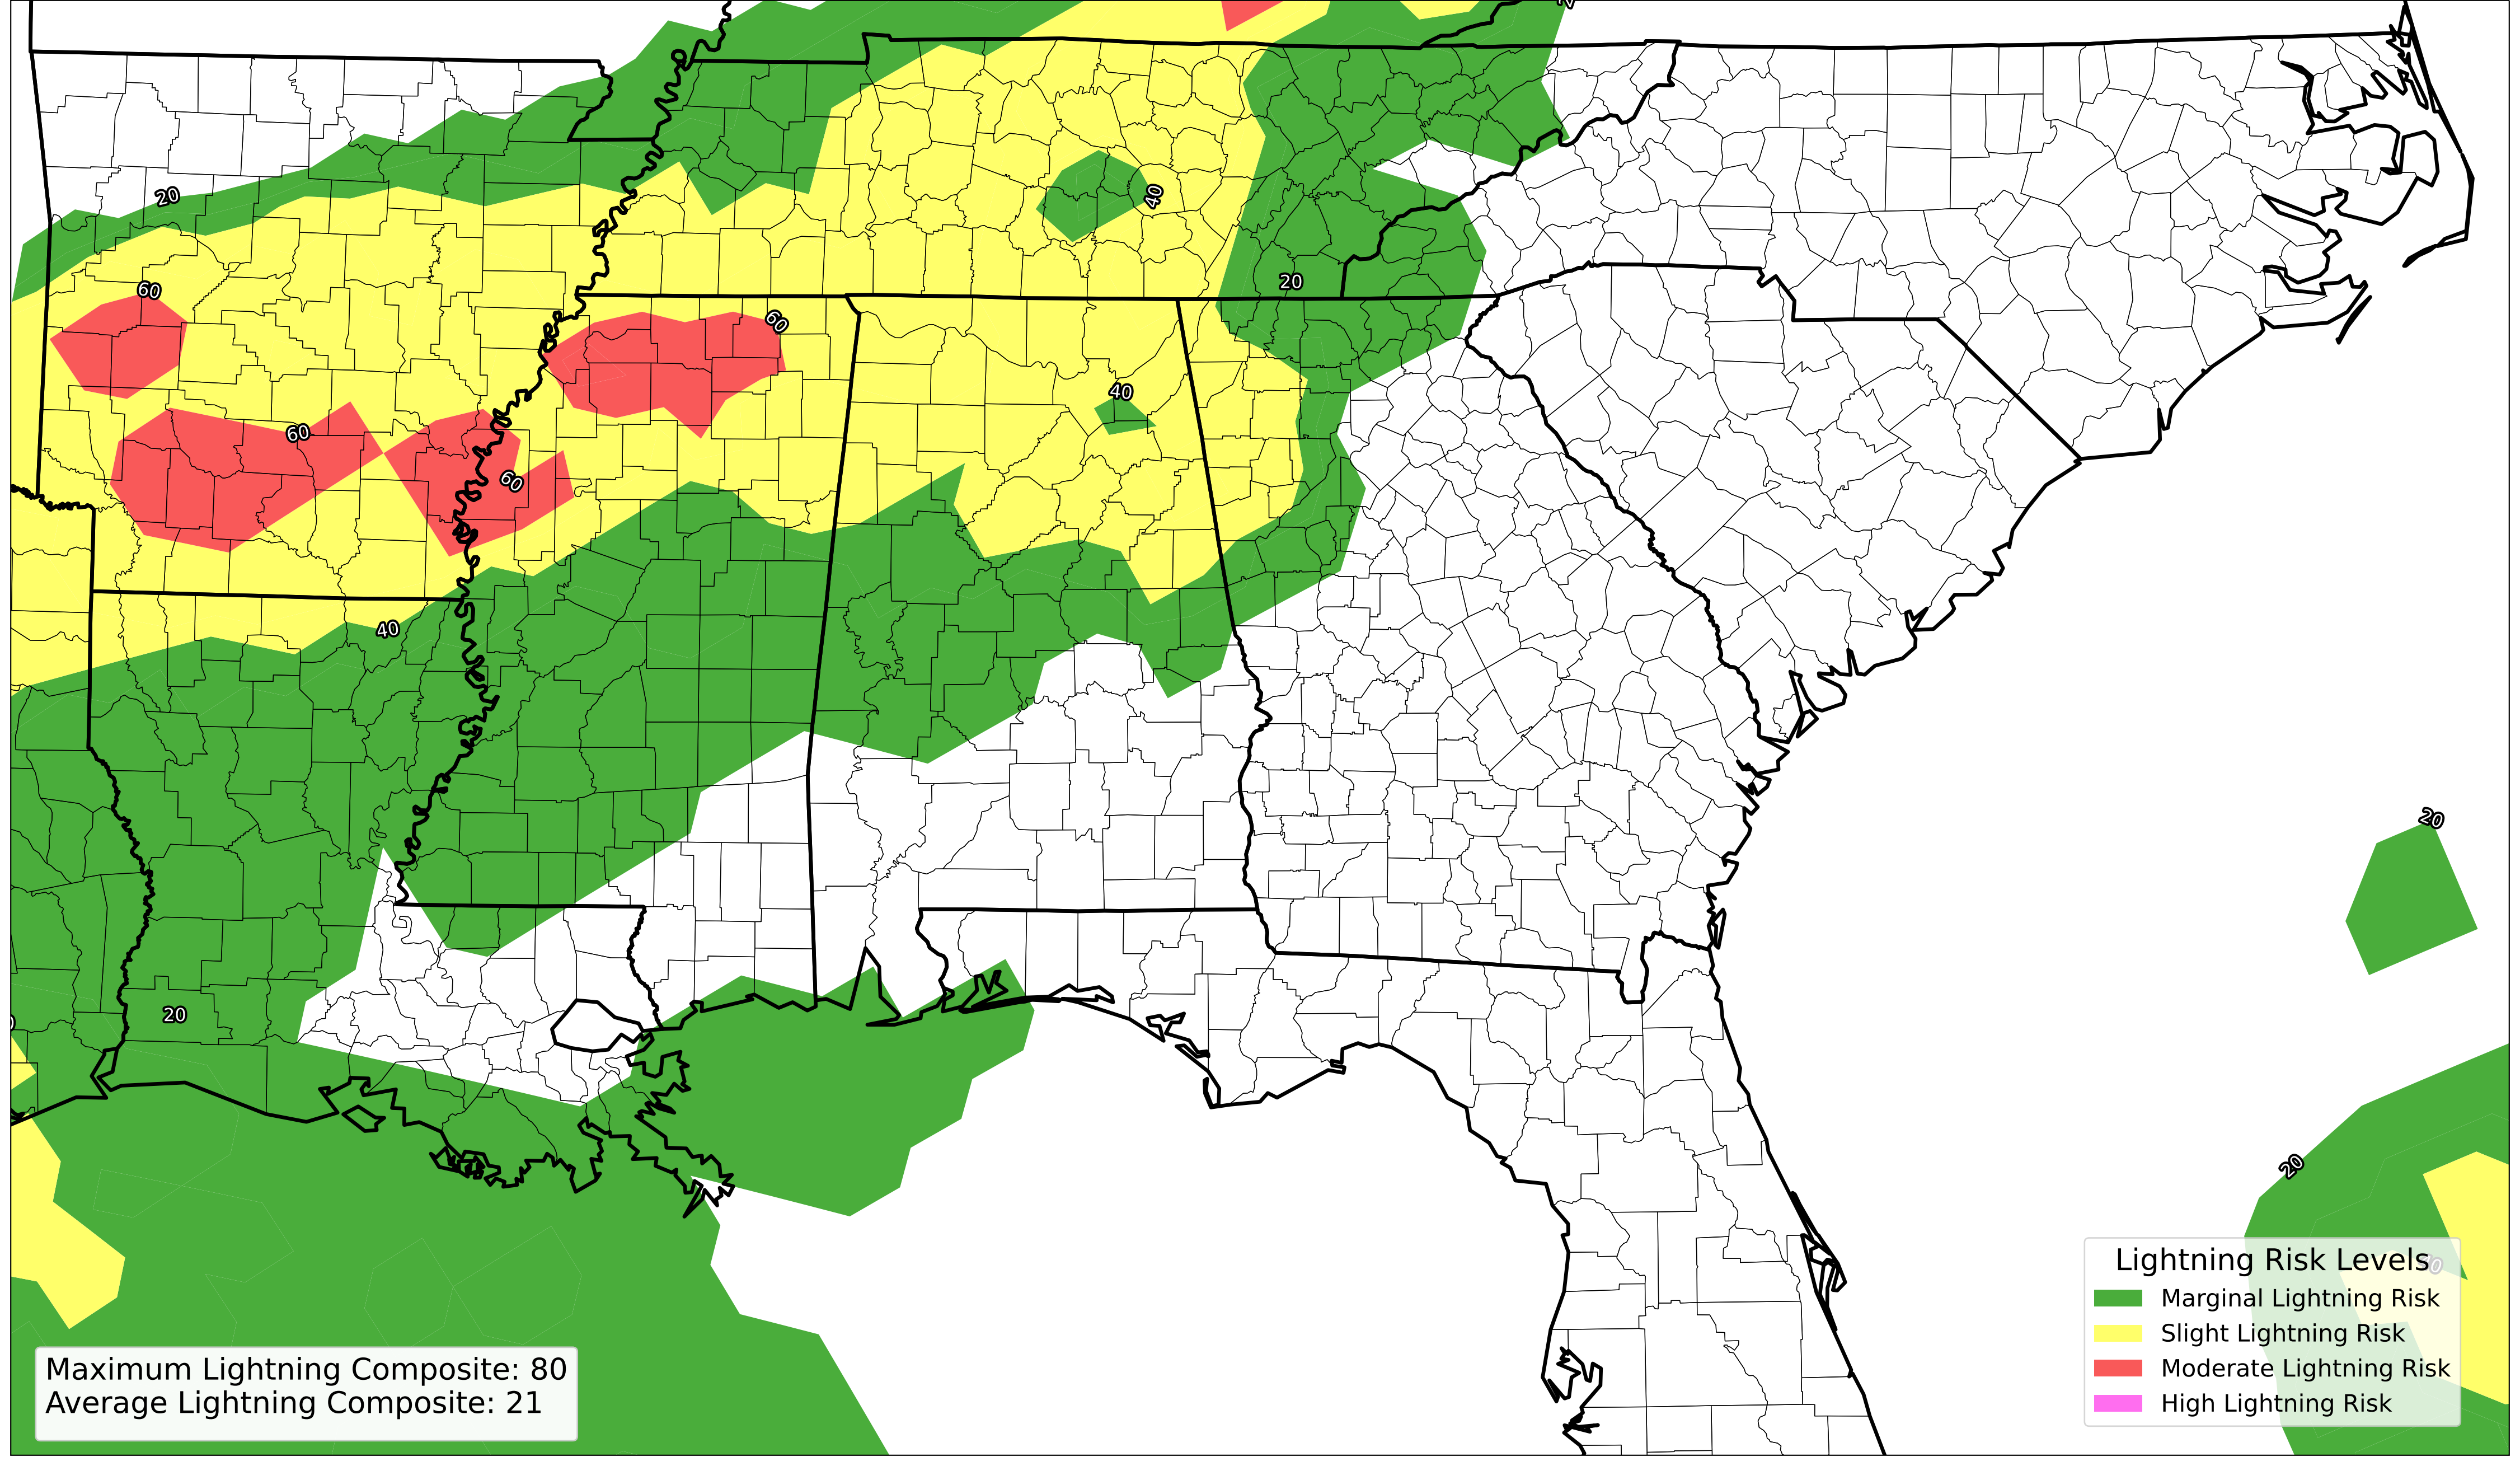 20
60
60
40
40
20
60
60
40
20
20
20
Maximum Lightning Composite: 80
Average Lightning Composite: 21
Lightning Risk Levels
Marginal Lightning Risk
Slight Lightning Risk
Moderate Lightning Risk
High Lightning Risk